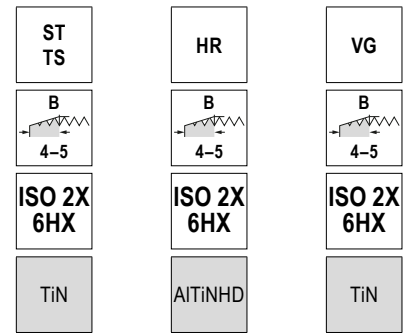 ST
TS
HR
VG
B
4–5
B
4–5
B
4–5
ISO 2X
6HX
ISO 2X
6HX
ISO 2X
6HX
TiN
AlTiNHD
TiN